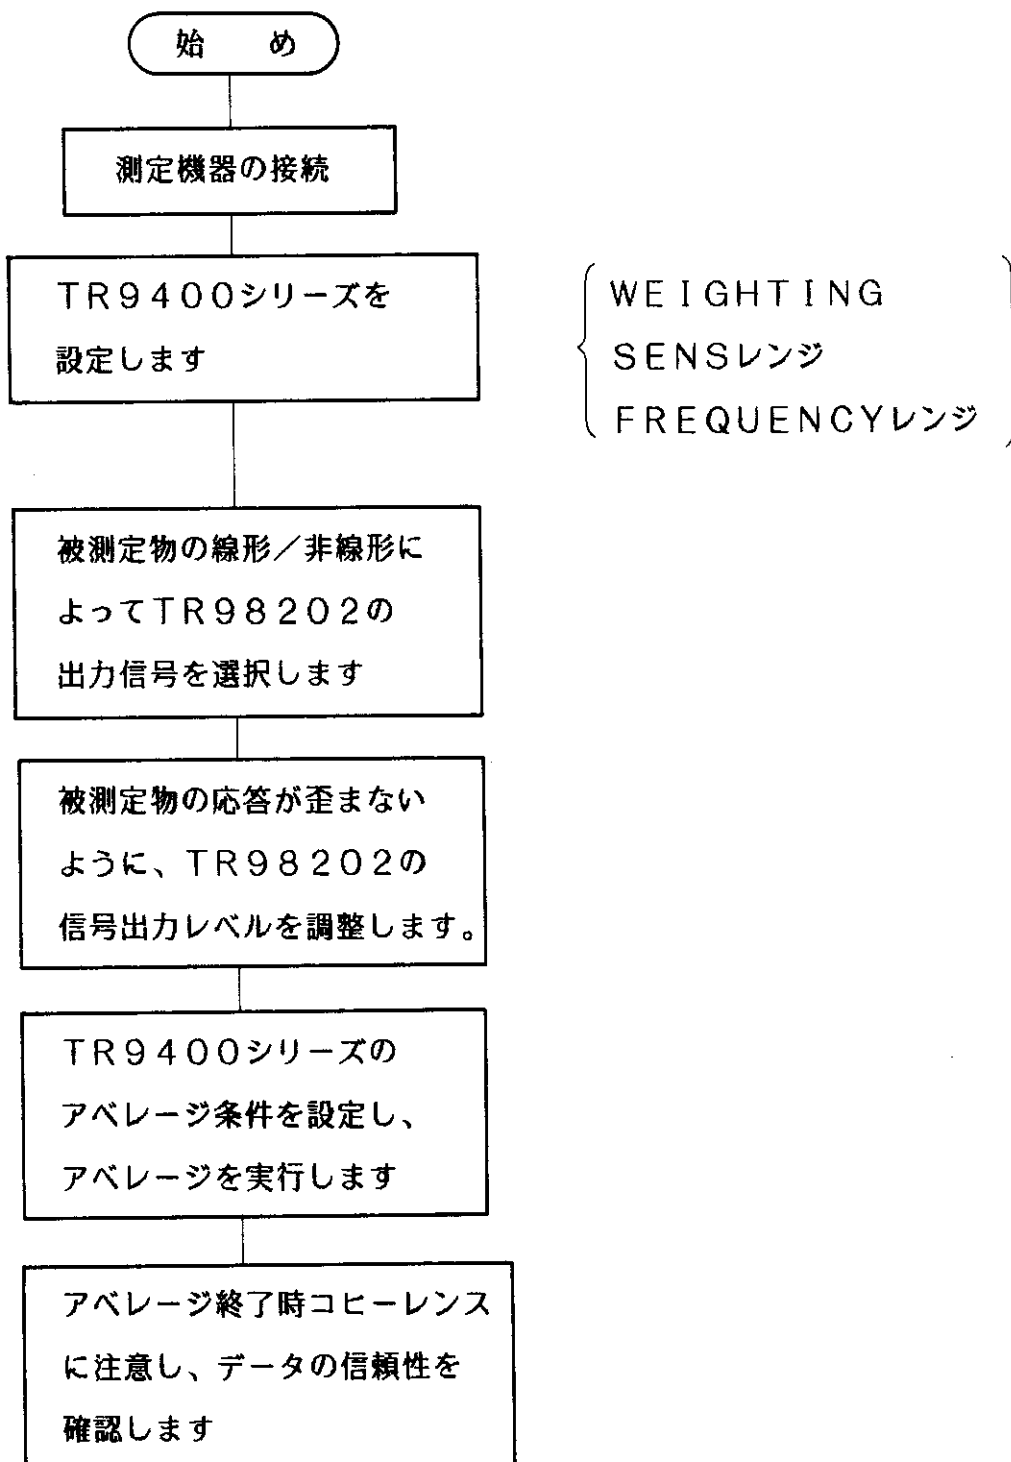 始　め
測定機器の接続
TR9400シリーズを
設定します
WEIGHTING
SENSレンジ
FREQUENCYレンジ
被測定物の線形/非線形に
よってTR98202の
出力信号を選択します
被測定物の応答が歪まない
ように、TR98202の
信号出力レベルを調整します。
TR9400シリーズの
アベレージ条件を設定し、
アベレージを実行します
アベレージ終了時コヒーレンス
に注意し、データの信頼性を
確認します